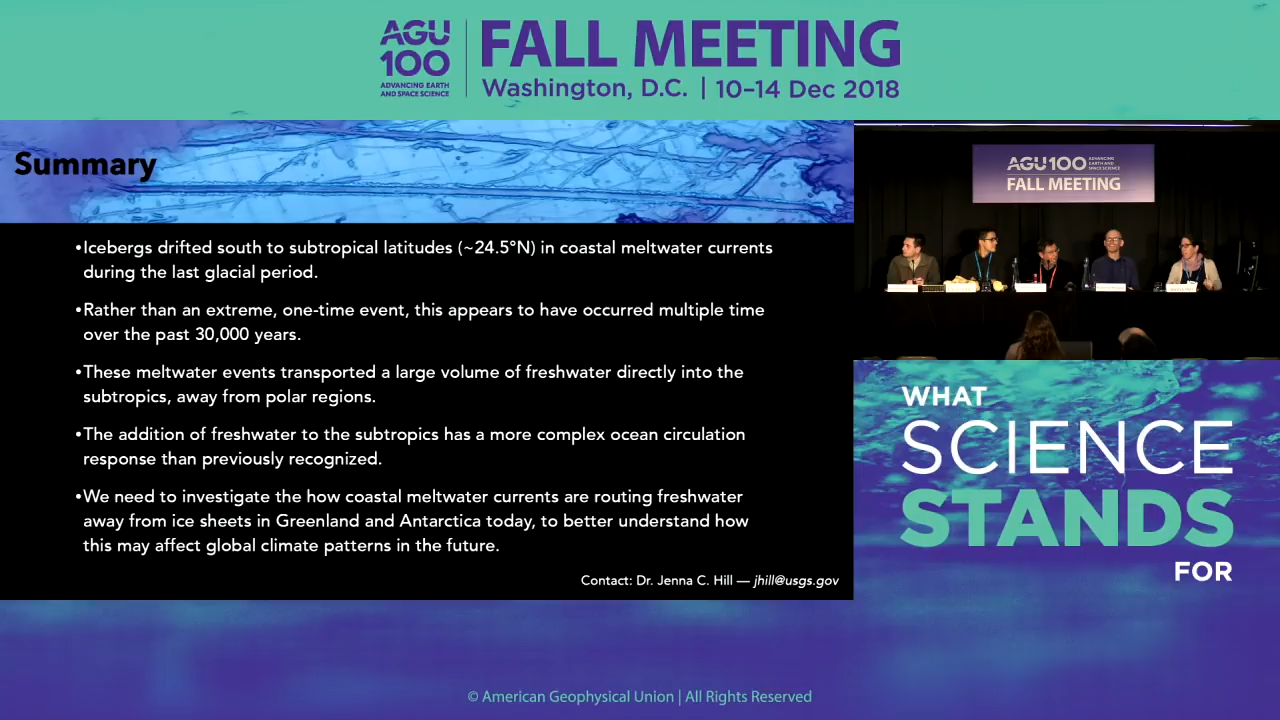 AGU
100
ADVANCING EARTH
AND SPACE SCIENCE
FALL MEETING
Washington, D.C. | 10–14 Dec 2018
Summary
•Icebergs drifted south to subtropical latitudes (~24.5°N) in coastal meltwater currents
during the last glacial period.
•Rather than an extreme, one-time event, this appears to have occurred multiple time
over the past 30,000 years.
•These meltwater events transported a large volume of freshwater directly into the
subtropics, away from polar regions.
•The addition of freshwater to the subtropics has a more complex ocean circulation
response than previously recognized.
•We need to investigate the how coastal meltwater currents are routing freshwater
away from ice sheets in Greenland and Antarctica today, to better understand how
this may affect global climate patterns in the future.
Contact: Dr. Jenna C. Hill — jhill@usgs.gov
AGU100
ADVANCING
EARTH AND
SPACE SCIENCE
FALL MEETING
WHAT
SCIENCE
STANDS
FOR
© American Geophysical Union | All Rights Reserved